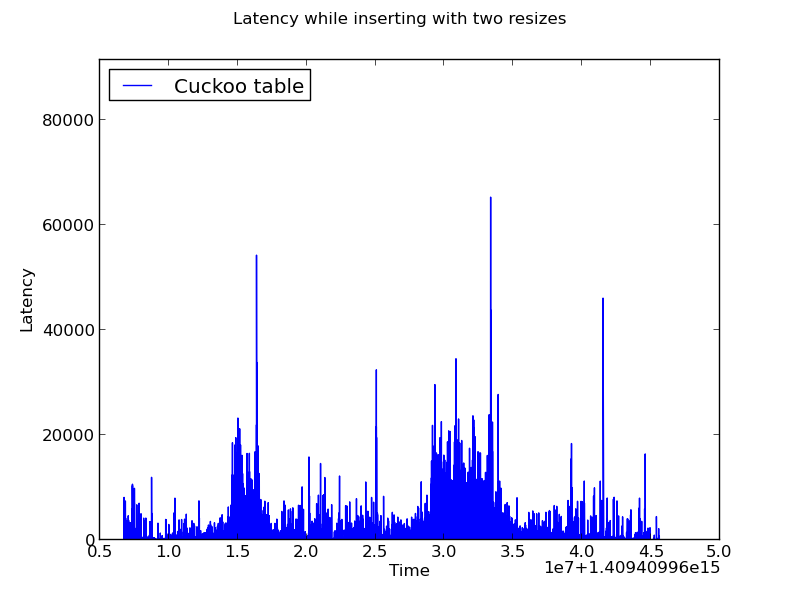 Latency while inserting with two resizes
Cuckoo table
80000
60000
40000
20000
0
Latency
0.5 1.0 1.5 2.0 2.5 3.0 3.5 4.0 4.5 5.0
Time
1e7+1.40940996e15